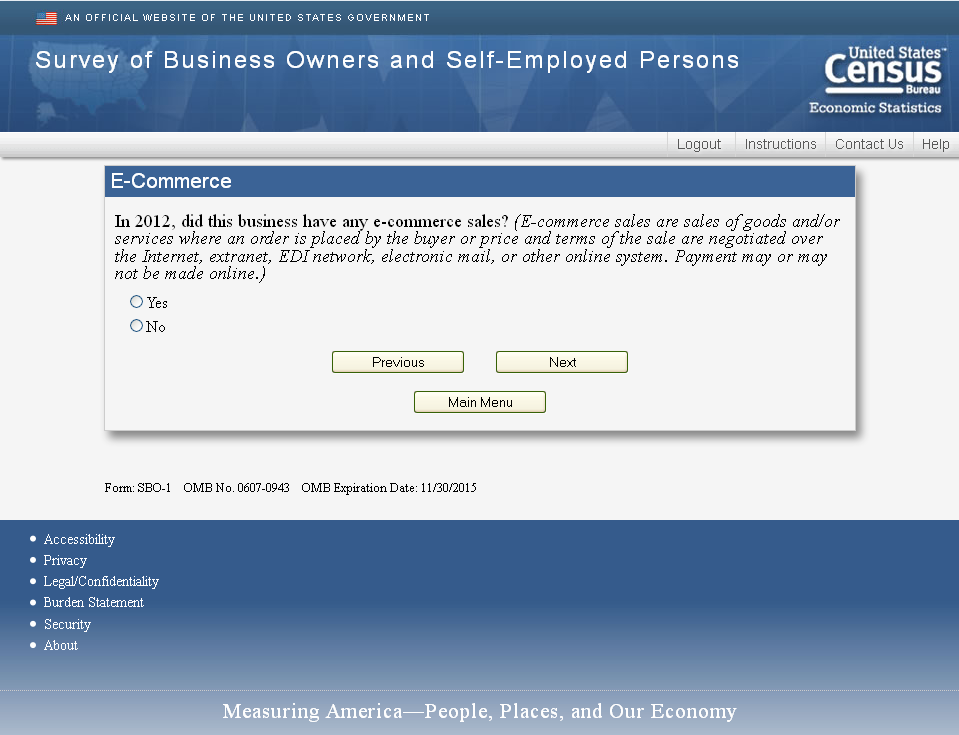 AN OFFICIAL WEBSITE OF THE UNITED STATES GOVERNMENT
Survey of Business Owners and Self-Employed Persons
United States™
Census
Bureau
Economic Statistics
Logout Instructions Contact Us Help
E-Commerce
In 2012, did this business have any e-commerce sales? (E-commerce sales are sales of goods and/or
services where an order is placed by the buyer or price and terms of the sale are negotiated over
the Internet, extranet, EDI network, electronic mail, or other online system. Payment may or may
not be made online.)
Yes
No
Previous Next
Main Menu
Form: SBO-1 OMB No. 0607-0943 OMB Expiration Date: 11/30/2015
Accessibility
Privacy
Legal/Confidentiality
Burden Statement
Security
About
Measuring America—People, Places, and Our Economy